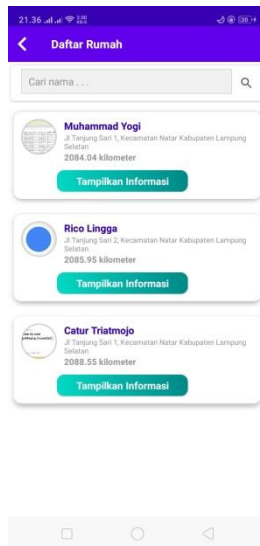 21.36
Daftar Rumah
Cari nama . . .
Muhammad Yogi
Jl Tanjung Sari 1, Kecamatan Natar Kabupaten Lampung
Selatan
2084.04 kilometer
Tampilkan Informasi
Rico Lingga
Jl Tanjung Sari 2, Kecamatan Natar Kabupaten Lampung
Selatan
2085.95 kilometer
Tampilkan Informasi
Catur Triatmojo
Jl Tanjung Sari 1, Kecamatan Natar Kabupaten Lampung
Selatan
2088.55 kilometer
Tampilkan Informasi